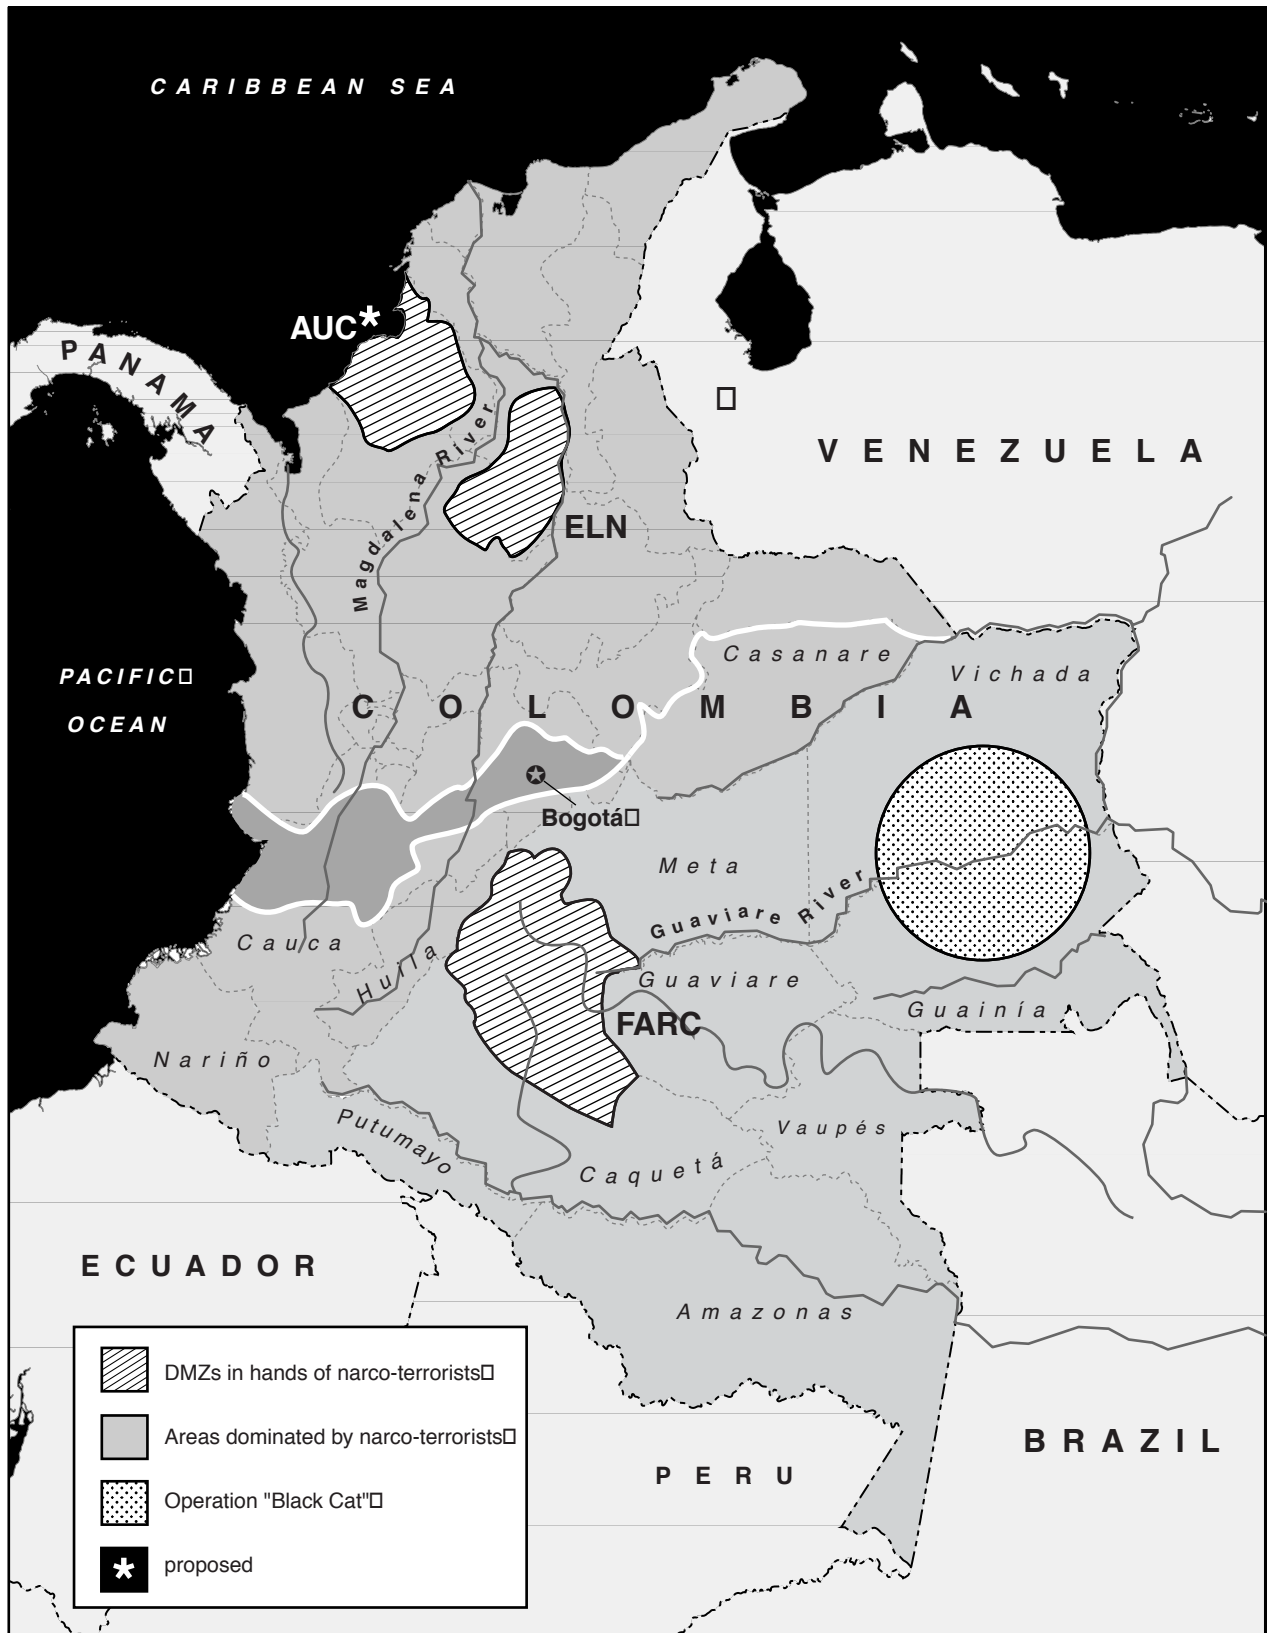 CARIBBEAN SEA
AUC*
PANAMA
VENEZUELA
Magdalena River
ELN
PACIFIC
OCEAN
Casanare
Vichada
COLOMBIA
Bogotá
Meta
Guaviare River
Cauca
Huila
Guaviare
Guainía
FARC
Nariño
Putumayo
Vaupés
Caquetá
ECUADOR
Amazonas
DMZs in hands of narco-terrorists
Areas dominated by narco-terrorists
Operation "Black Cat"
* proposed
PERU
BRAZIL